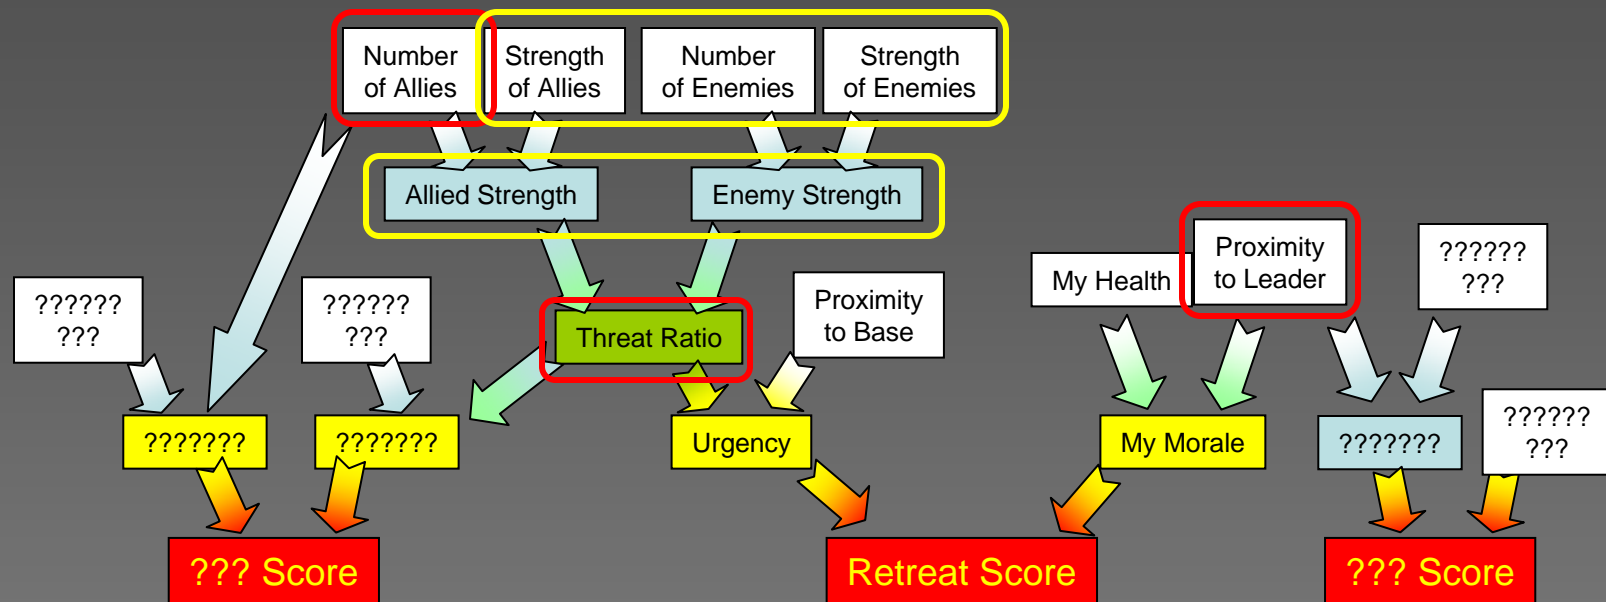 Number
of Allies
Strength
of Allies
Number
of Enemies
Strength
of Enemies
Allied Strength
Enemy Strength
??????
???
??????
???
Threat Ratio
Proximity
to Base
My Health
Proximity
to Leader
??????
???
???????
???????
Urgency
My Morale
???????
??????
???
??? Score
Retreat Score
??? Score